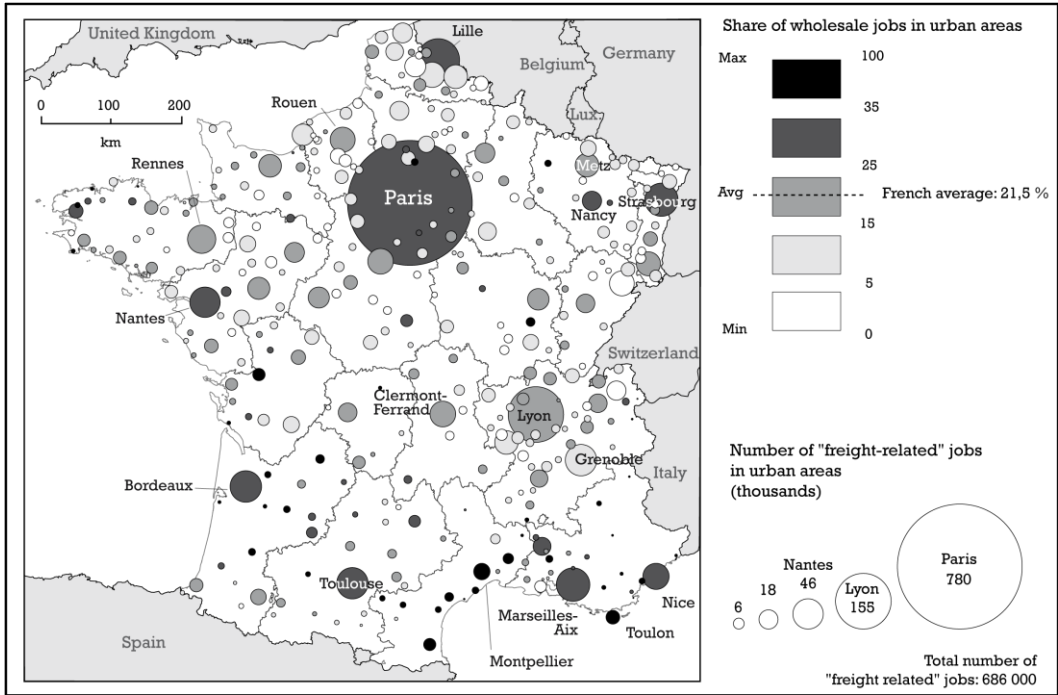 United Kingdom
Lille
Germany
Belgium
Lux.
0 100 200
km
Rouen
Rennes
Paris
Metz
Nancy
Strasbourg
Nantes
Switzerland
Clermont-
Ferrand
Lyon
Grenoble
Italy
Bordeaux
Toulouse
Marseilles-
Aix
Nice
Toulon
Montpellier
Spain
Share of wholesale jobs in urban areas
Max
100
35
25
Avg
French average: 21,5 %
15
5
Min
0
Number of "freight-related" jobs
in urban areas
(thousands)
6
18
Nantes
46
Lyon
155
Paris
780
Total number of
"freight related" jobs: 686 000